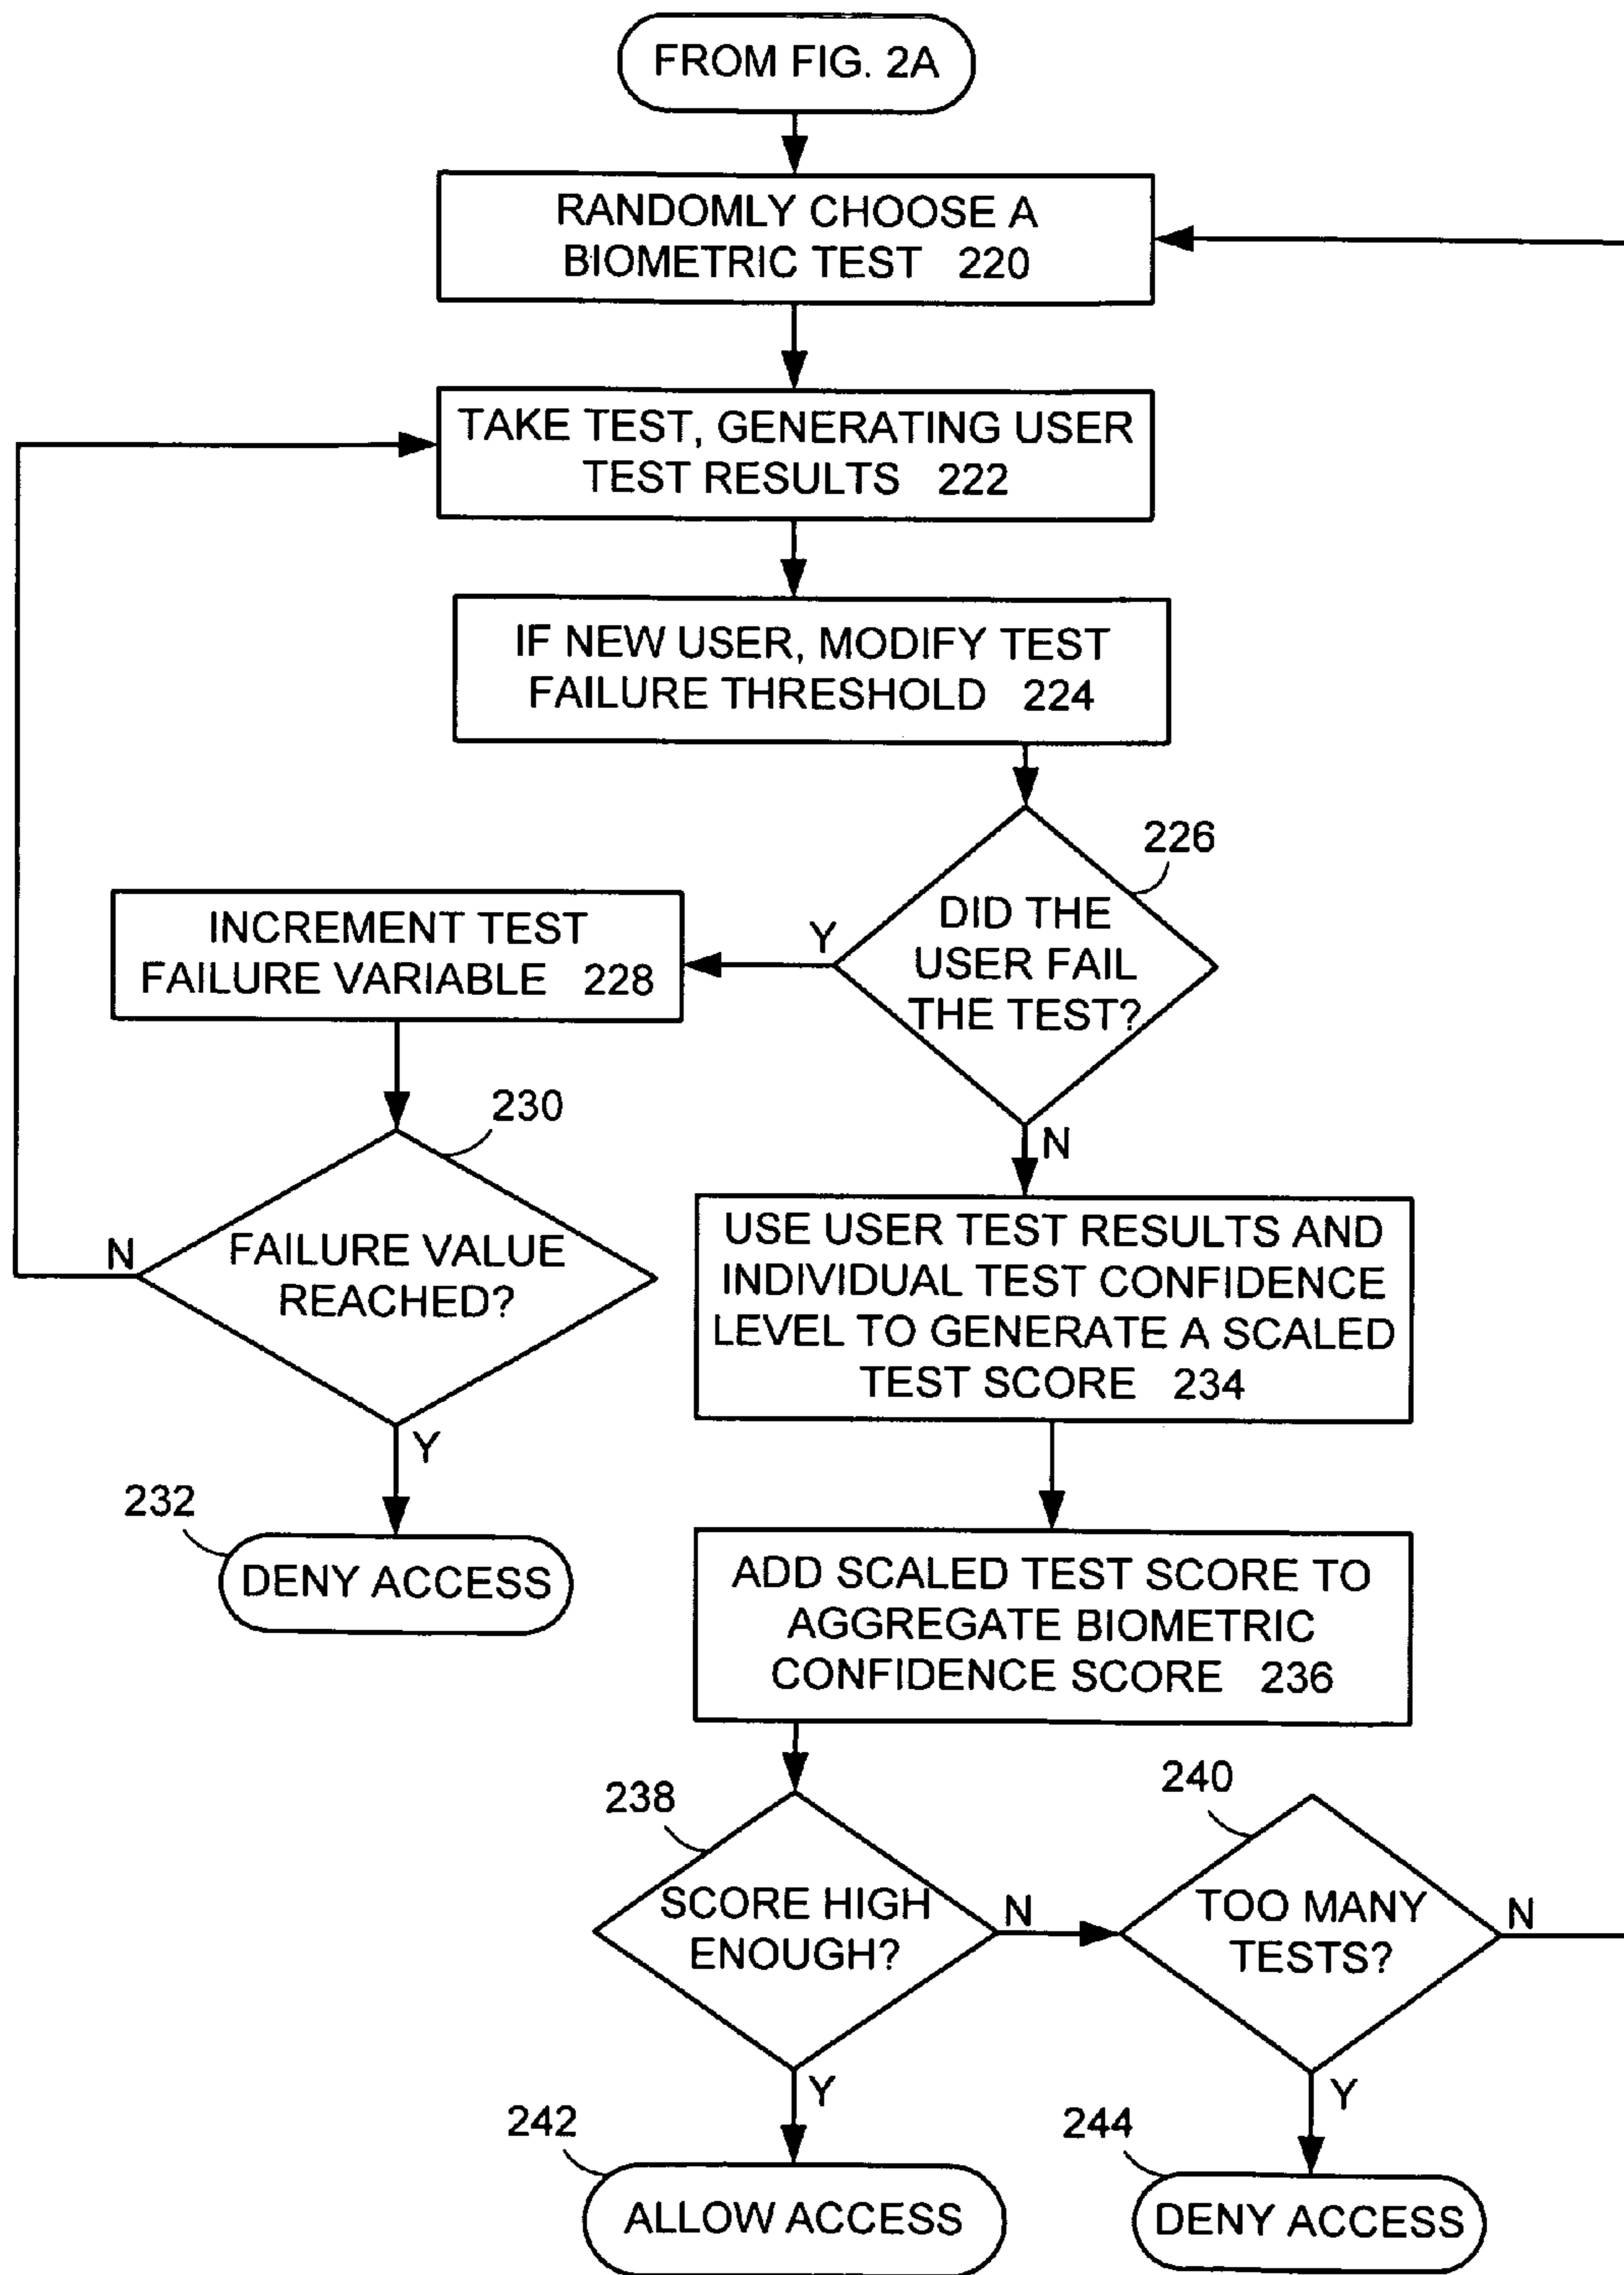 FROM FIG. 2A
RANDOMLY CHOOSE A
BIOMETRIC TEST 220
TAKE TEST, GENERATING USER
TEST RESULTS 222
IF NEW USER, MODIFY TEST
FAILURE THRESHOLD 224
226
DID THE
USER FAIL
THE TEST?
Y
N
INCREMENT TEST
FAILURE VARIABLE 228
230
FAILURE VALUE
REACHED?
N
Y
232
DENY ACCESS
USE USER TEST RESULTS AND
INDIVIDUAL TEST CONFIDENCE
LEVEL TO GENERATE A SCALED
TEST SCORE 234
ADD SCALED TEST SCORE TO
AGGREGATE BIOMETRIC
CONFIDENCE SCORE 236
238
SCORE HIGH
ENOUGH?
N
Y
240
TOO MANY
TESTS?
N
Y
242
ALLOW ACCESS
244
DENY ACCESS